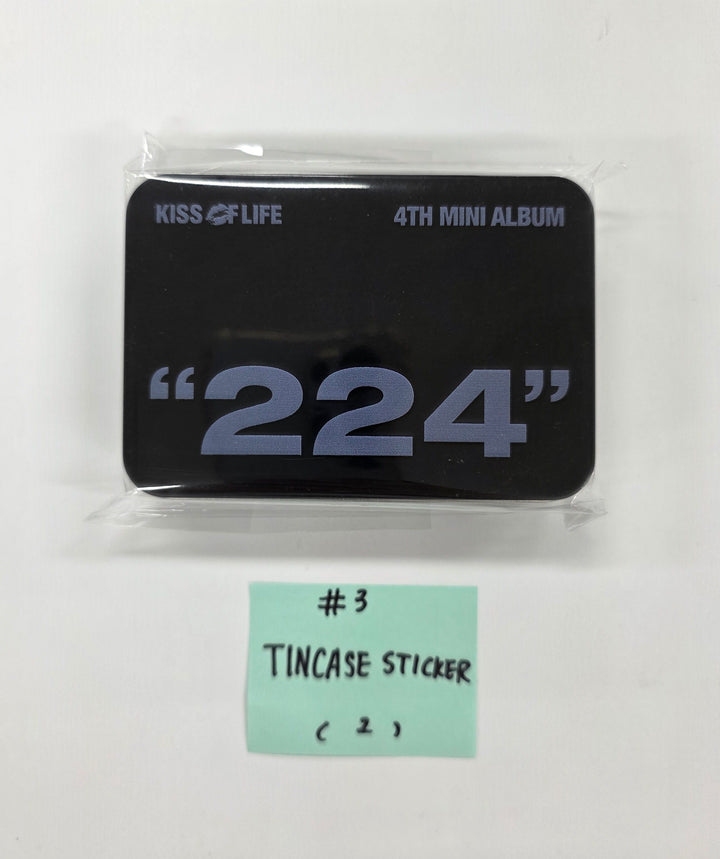 KISS OF LIFE
4TH MINI ALBUM
“224”
#3
TINCASE STICKER
(2)